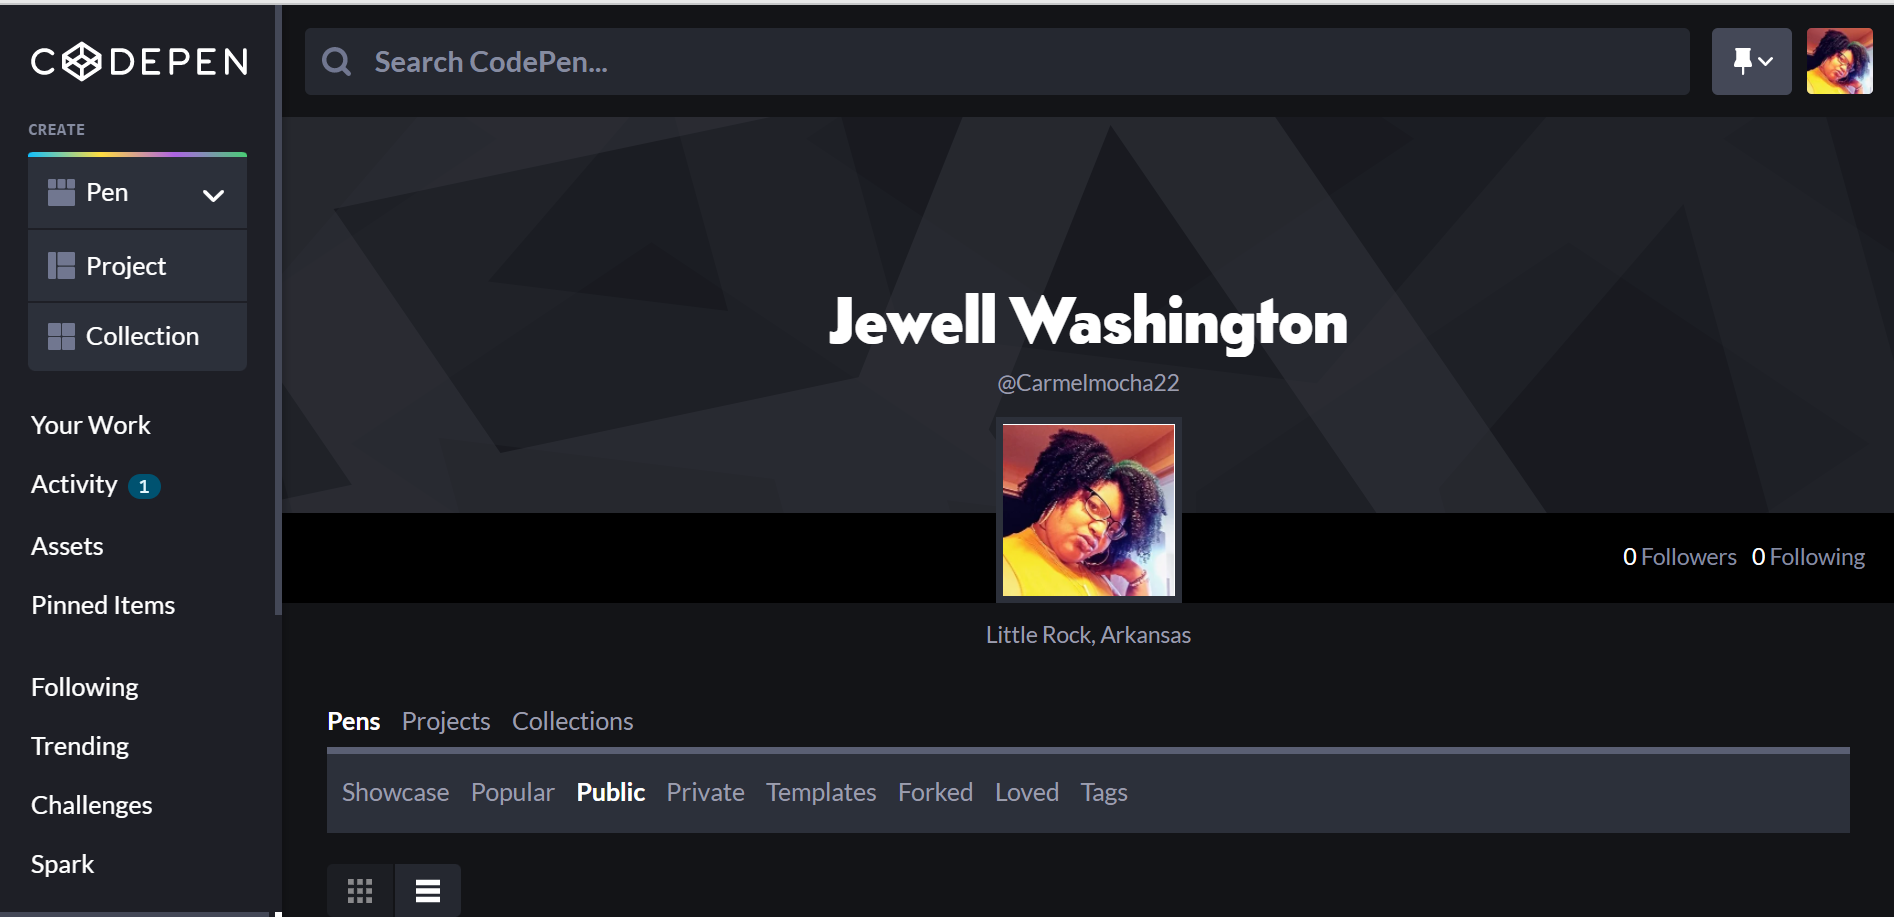 CODEPEN
Search CodePen...
CREATE
Pen
Project
Collection
Your Work
Activity 1
Assets
Pinned Items
Following
Trending
Challenges
Spark
Jewell Washington
@Carmelmocha22
0 Followers 0 Following
Little Rock, Arkansas
Pens Projects Collections
Showcase Popular Public Private Templates Forked Loved Tags